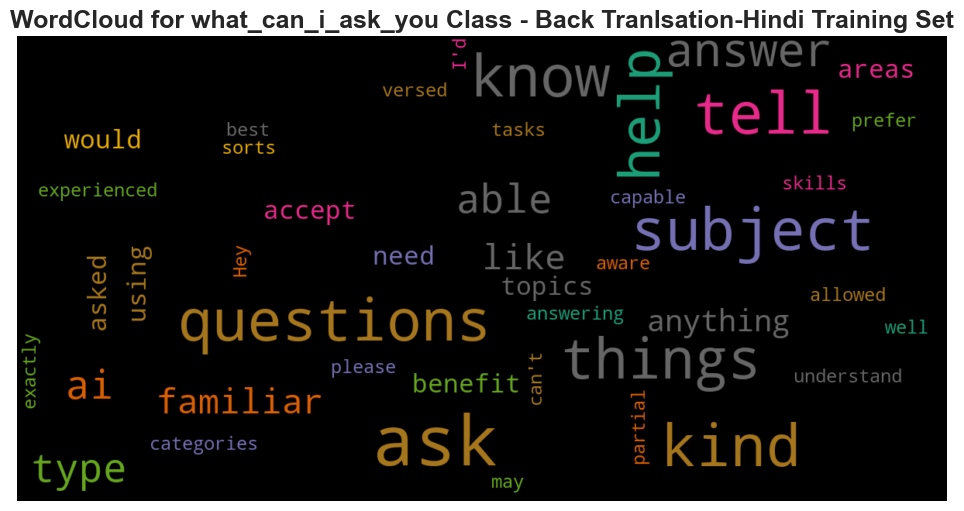 WordCloud for what_can_i_ask_you Class - Back Tranlsation-Hindi Training Set
I'd
know
answer
help
areas
versed
tell
prefer
would
best
sorts
tasks
experienced
accept
able
capable
skills
subject
asked
using
Hey
need
like
aware
topics
allowed
questions
answering
anything
well
exactly
please
things
ai
familiar
benefit
can't
understand
partial
categories
ask
kind
type
may